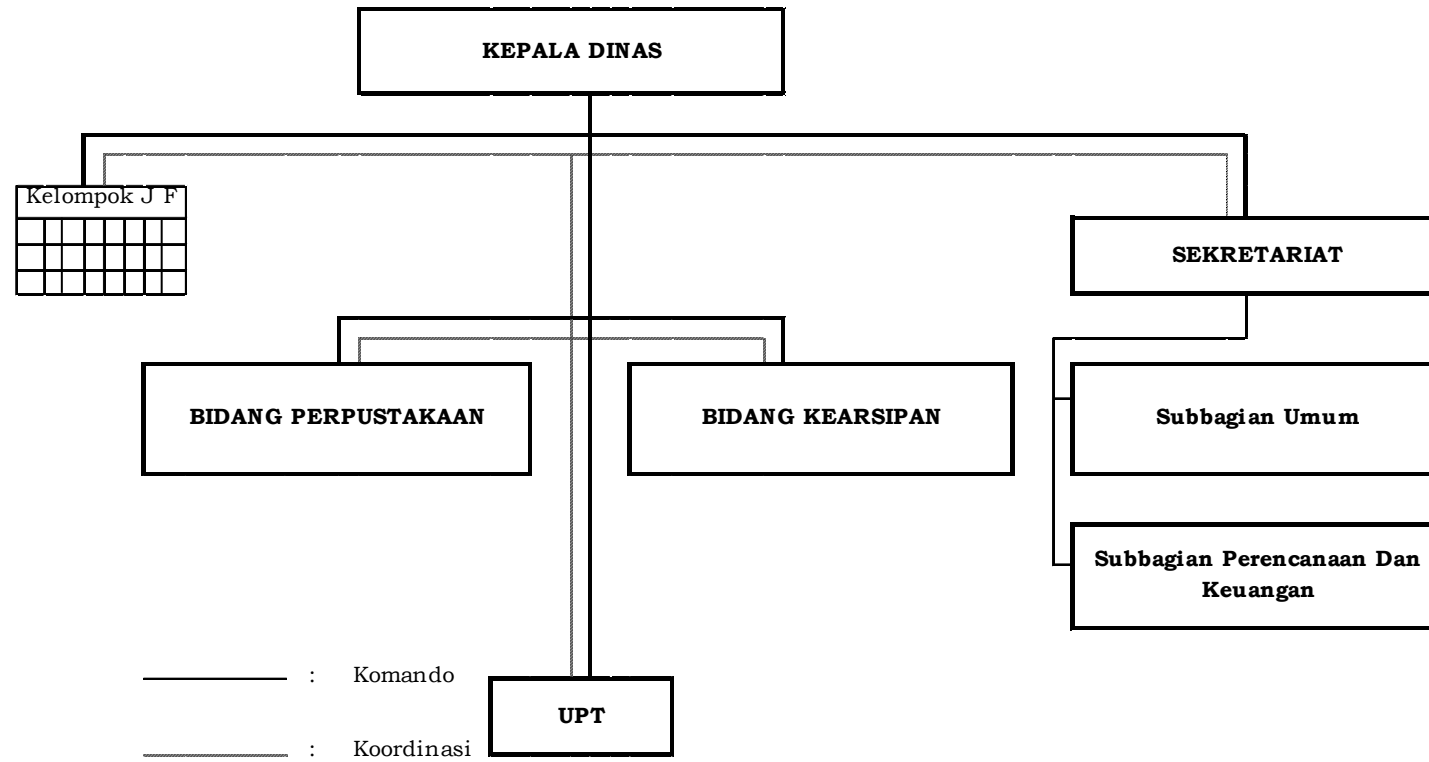 KEPALA DINAS
Kelompok J F
SEKRETARIAT
BIDANG PERPUSTAKAAN
BIDANG KEARSIPAN
Subbagian Umum
Subbagian Perencanaan Dan
Keuangan
: Komando
UPT
: Koordinasi